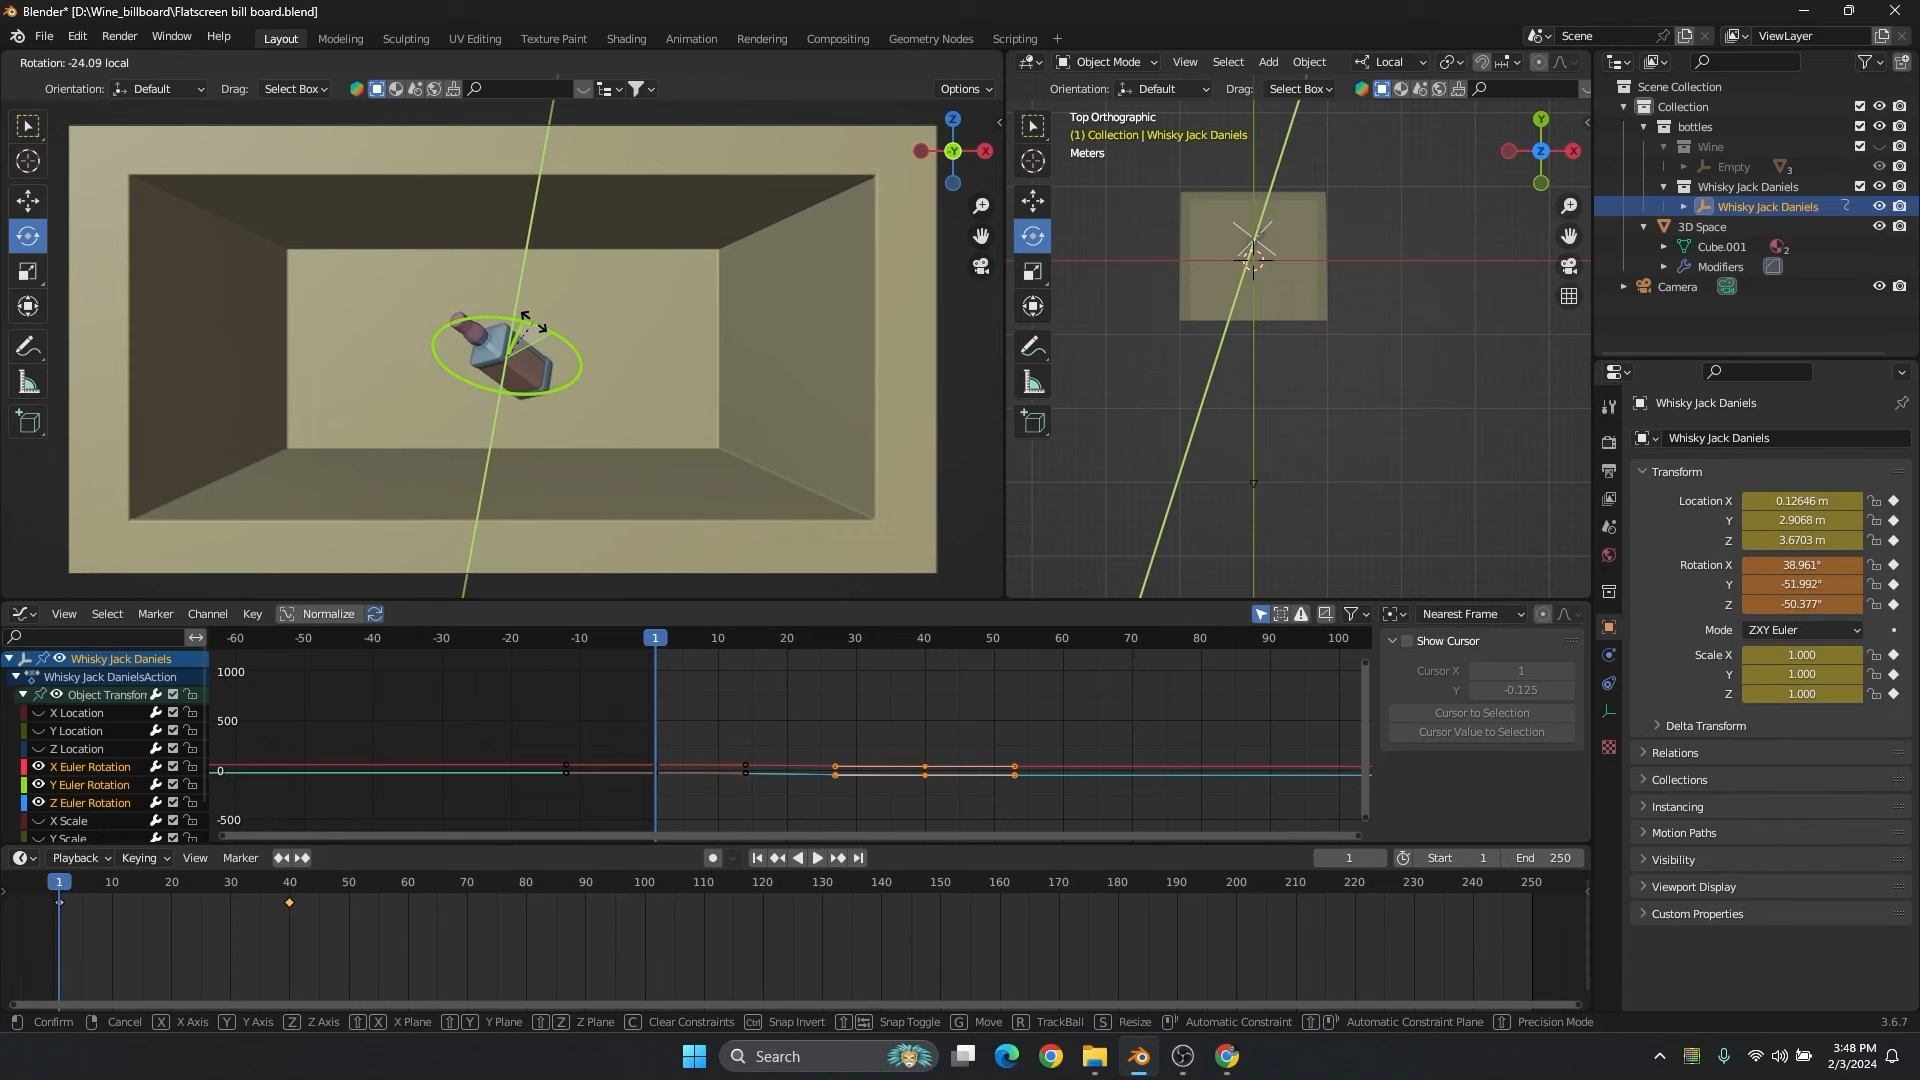 Blender* [D:\Wine_billboard\Flatscreen bill board.blend]
File Edit Render Window Help Layout Modeling Sculpting UV Editing Texture Paint Shading Animation Rendering Compositing Geometry Nodes Scripting + Scene ViewLayer
Rotation: -24.09 local
Object Mode View Select Add Object Local
Orientation: Default Drag: Select Box Options
Orientation: Default Drag: Select Box
Top Orthographic
(1) Collection | Whisky Jack Daniels
Meters
Z
-Y X
Y
Z X
Scene Collection
Collection
bottles
Wine
Empty 3
Whisky Jack Daniels
Whisky Jack Daniels
3D Space
Cube.001 2
Modifiers
Camera
Whisky Jack Daniels
Whisky Jack Daniels
Transform
Location X 0.12646 m
Y 2.9068 m
Z 3.6703 m
Rotation X 38.961°
Y -51.992°
Z -50.377°
Mode ZXY Euler
Scale X 1.000
Y 1.000
Z 1.000
Delta Transform
Relations
Collections
Instancing
Motion Paths
Visibility
Viewport Display
Custom Properties
View Select Marker Channel Key Normalize Nearest Frame
-60 -50 -40 -30 -20 -10 1 10 20 30 40 50 60 70 80 90 100
Whisky Jack Daniels
Whisky Jack DanielsAction
Object Transfor
X Location
Y Location
Z Location
X Euler Rotation
Y Euler Rotation
Z Euler Rotation
X Scale
Y Scale
1000
500
0
-500
Show Cursor
Cursor X 1
Y -0.125
Cursor to Selection
Cursor Value to Selection
Playback Keying View Marker 1 Start 1 End 250
1 10 20 30 40 50 60 70 80 90 100 110 120 130 140 150 160 170 180 190 200 210 220 230 240 250
Confirm Cancel X X Axis Y Y Axis Z Z Axis X X Plane Y Y Plane Z Z Plane C Clear Constraints Ctrl Snap Invert Snap Toggle G Move R TrackBall S Resize Automatic Constraint Automatic Constraint Plane Precision Mode 3.6.7
Search
3:48 PM
2/3/2024